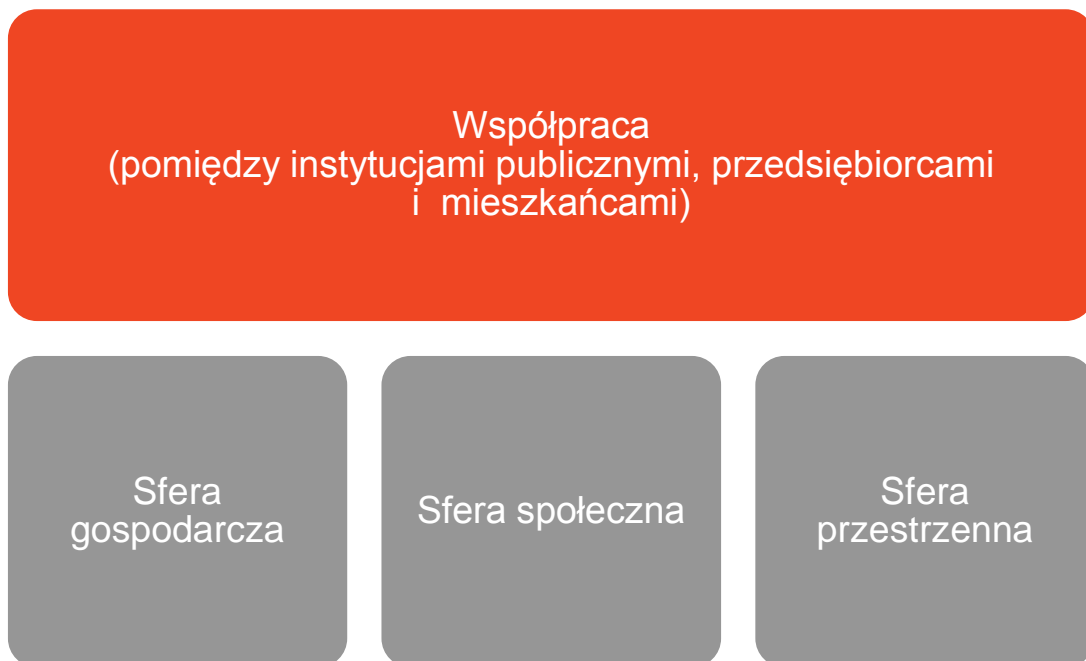 Współpraca
(pomiędzy instytucjami publicznymi, przedsiębiorcami
i mieszkańcami)
Sfera
gospodarcza
Sfera społeczna
Sfera
przestrzenna